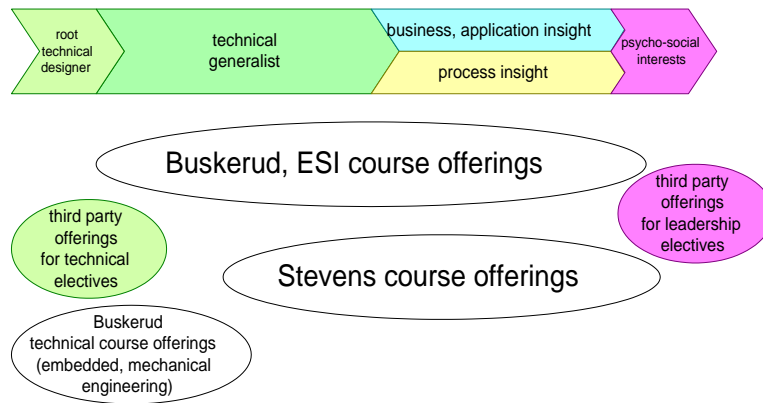 root
technical
designer
technical
generalist
business, application insight
process insight
psycho-social
interests
Buskerud, ESI course offerings
third party
offerings
for technical
electives
third party
offerings
for leadership
electives
Stevens course offerings
Buskerud
technical course offerings
(embedded, mechanical
engineering)